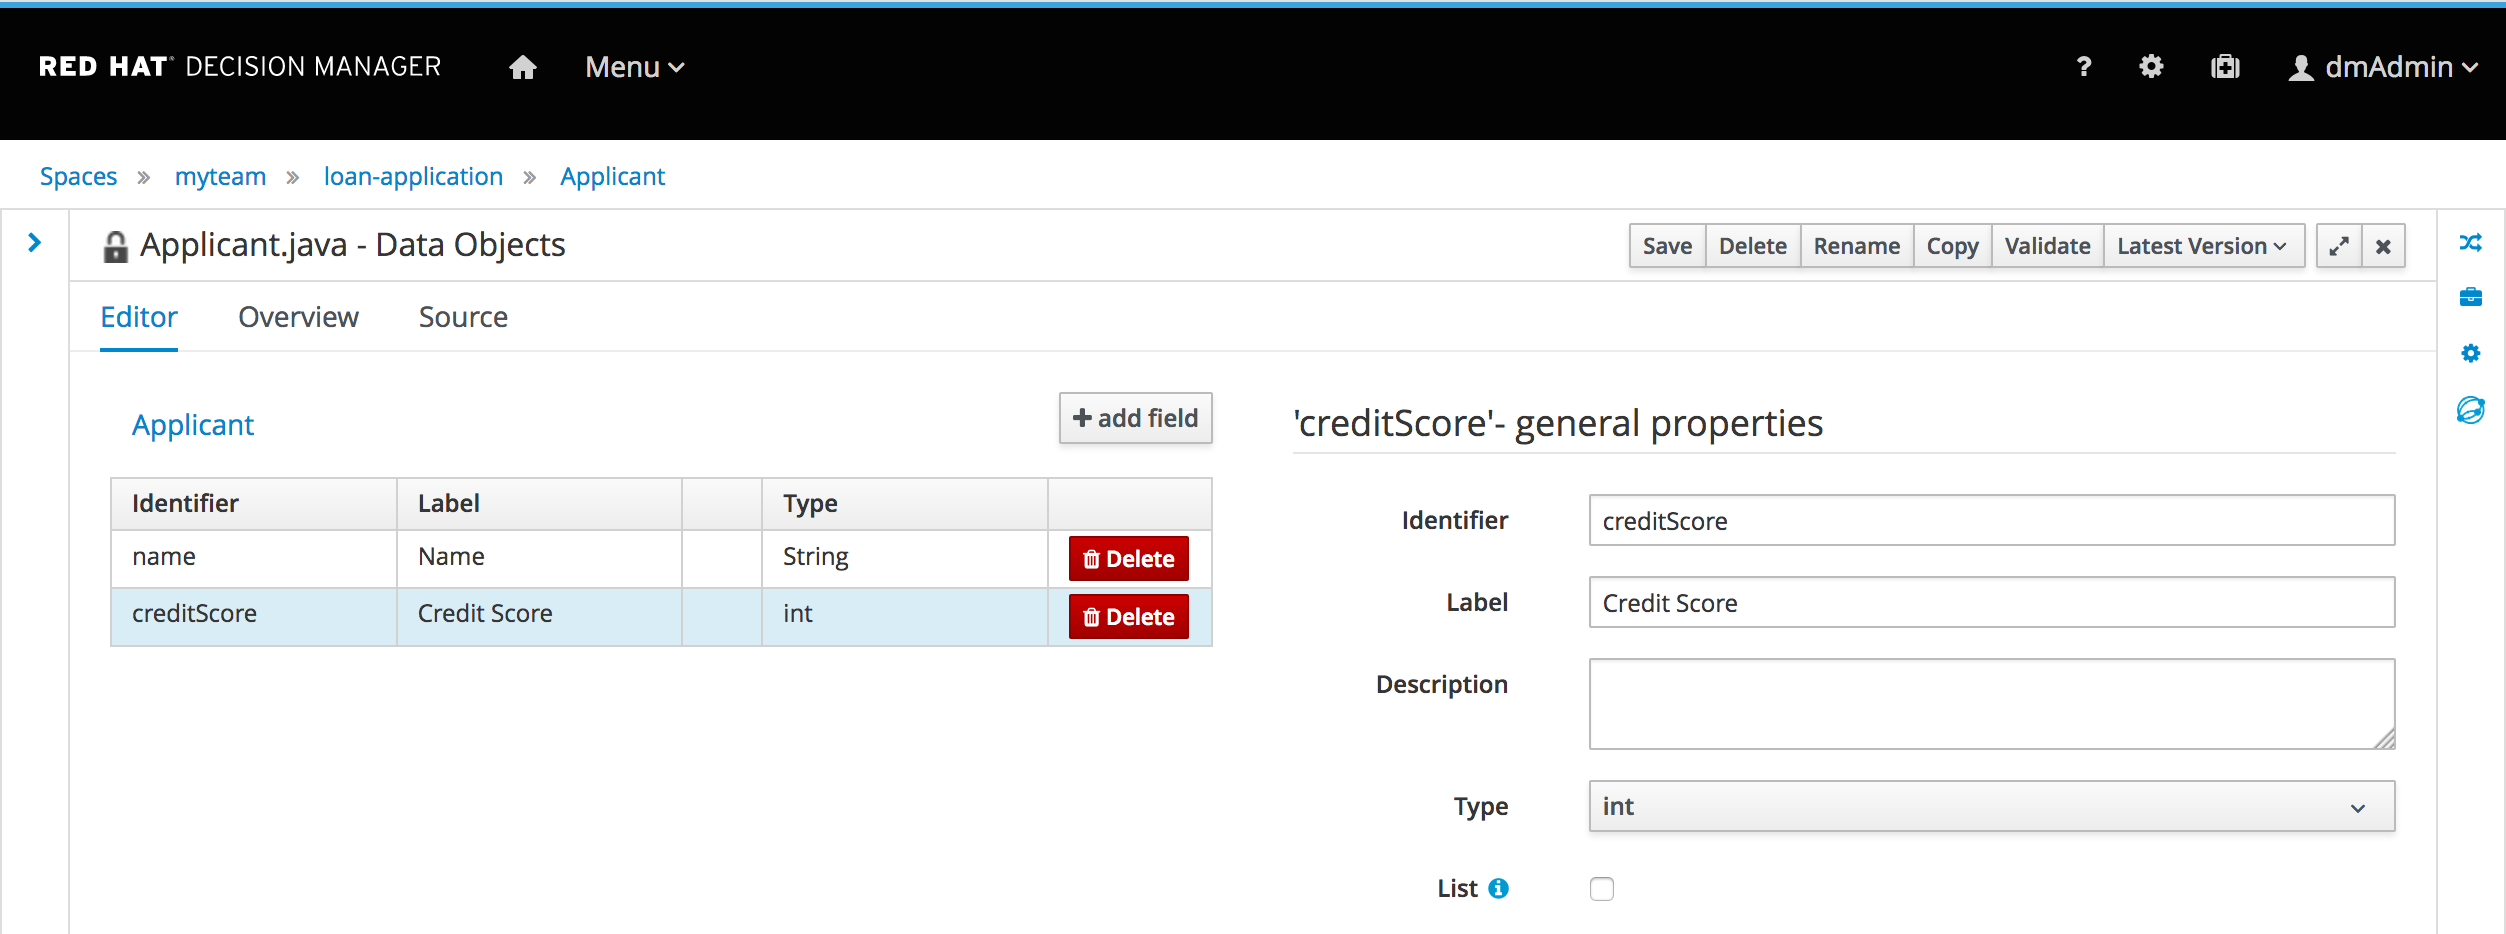 RED HAT® DECISION MANAGER Menu ? dmAdmin
Spaces » myteam » loan-application » Applicant
Applicant.java - Data Objects Save Delete Rename Copy Validate Latest Version
Editor Overview Source
Applicant + add field
Identifier Label Type
name Name String Delete
creditScore Credit Score int Delete
'creditScore'- general properties
Identifier creditScore
Label Credit Score
Description
Type int
List